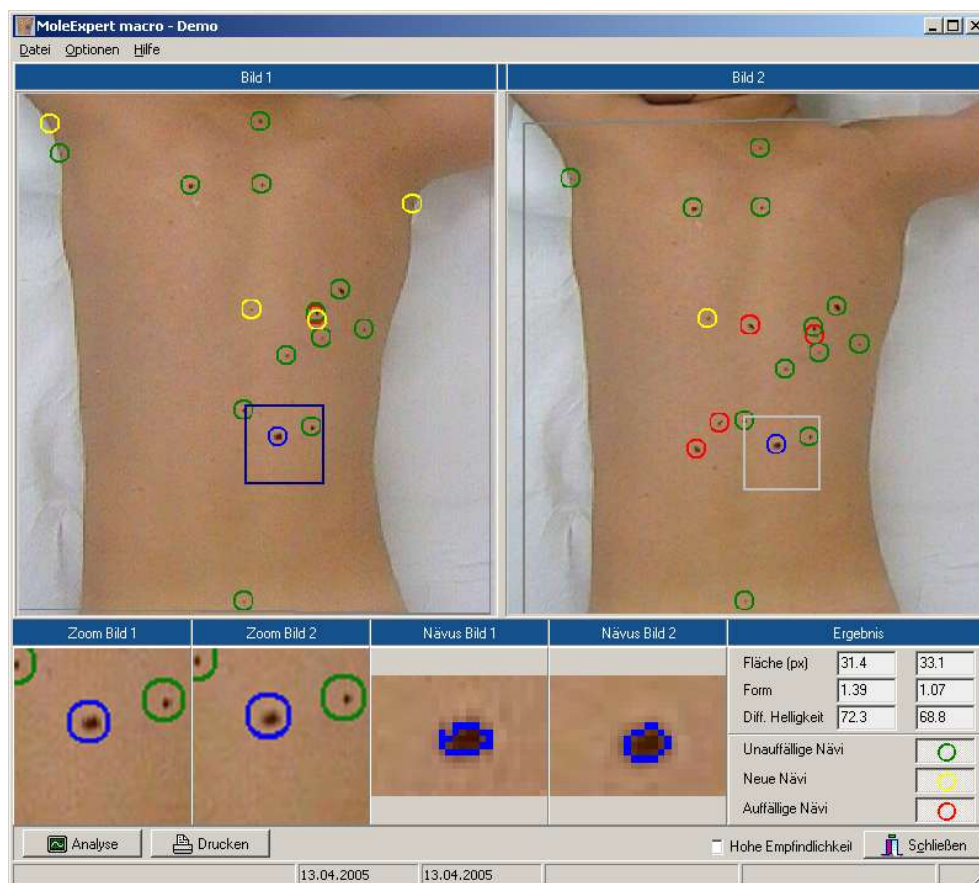 MoleExpert macro - Demo
Datei Optionen Hilfe
Bild 1 Bild 2
Zoom Bild 1 Zoom Bild 2 Nävus Bild 1 Nävus Bild 2 Ergebnis
Fläche (px) 31.4 33.1
Form 1.39 1.07
Diff. Helligkeit 72.3 68.8
Unauffällige Nävi
Neue Nävi
Auffällige Nävi
Analyse Drucken Hohe Empfindlichkeit Schließen
13.04.2005 13.04.2005